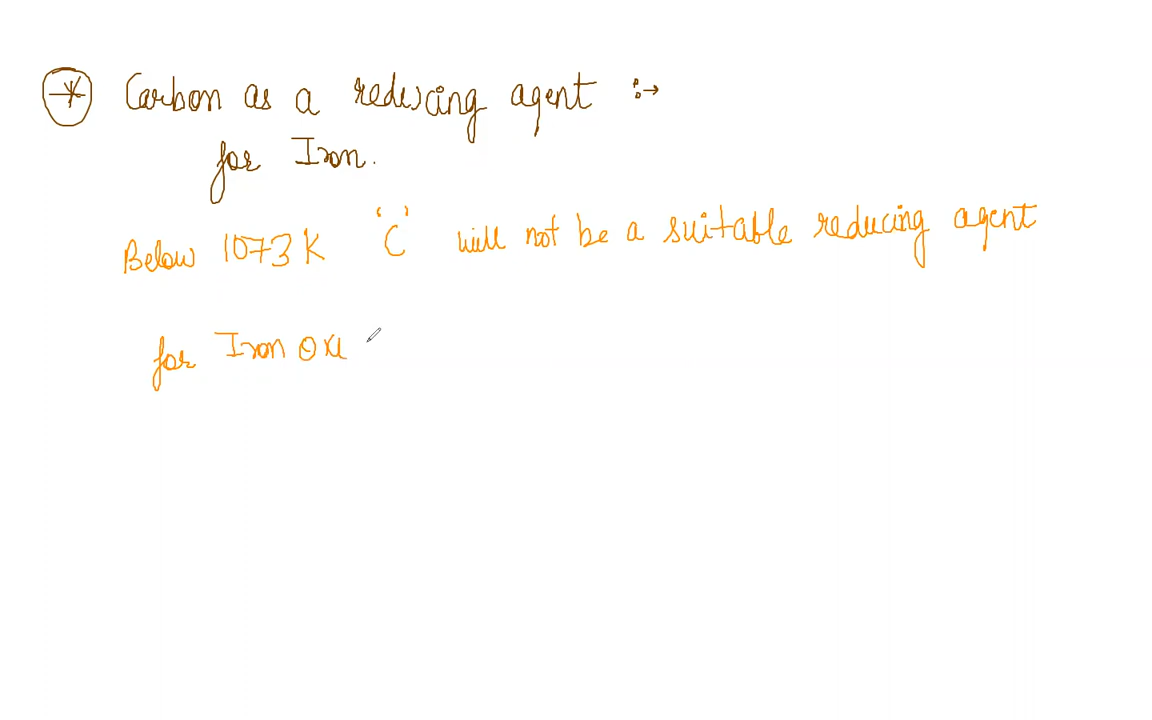 * Carbon as a reducing agent :→
for Iron.
Below 1073 K 'C' will not be a suitable reducing agent
for Iron oxi